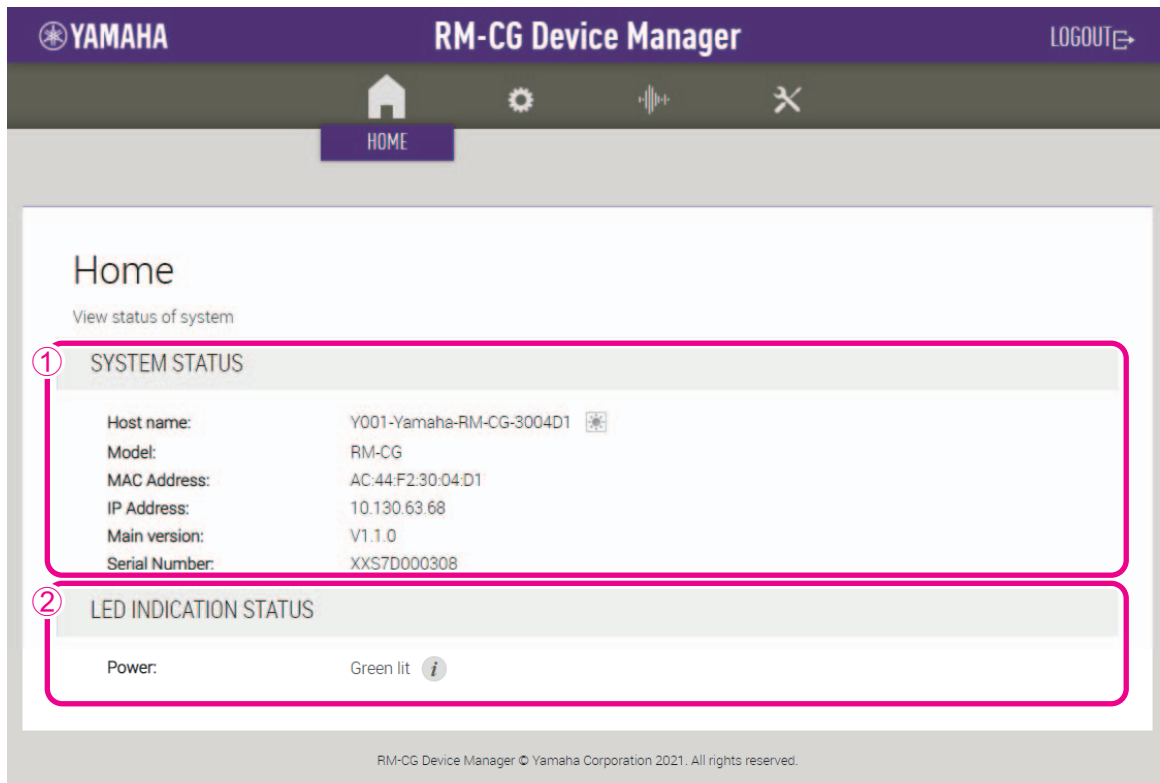 YAMAHA RM-CG Device Manager LOGOUT
HOME
Home
View status of system
1 SYSTEM STATUS
Host name: Y001-Yamaha-RM-CG-3004D1
Model: RM-CG
MAC Address: AC:44:F2:30:04:D1
IP Address: 10.130.63.68
Main version: V1.1.0
Serial Number: XXS7D000308
2 LED INDICATION STATUS
Power: Green lit i
RM-CG Device Manager © Yamaha Corporation 2021. All rights reserved.